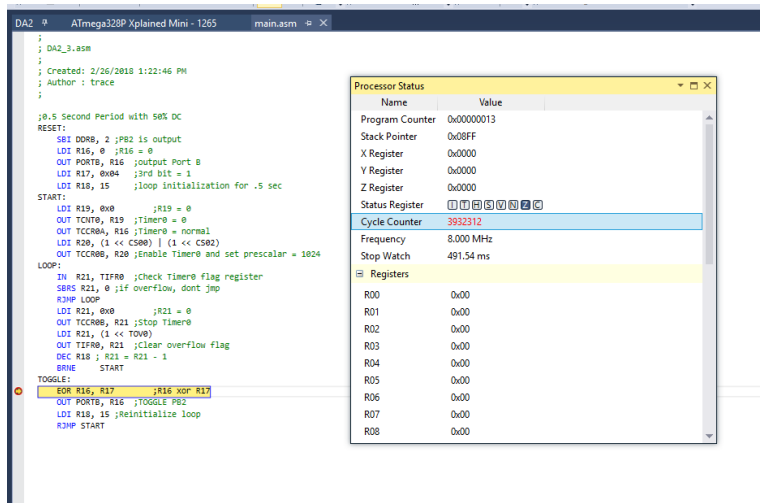 DA2 ATmega328P Xplained Mini - 1265 main.asm
;
; DA2_3.asm
;
; Created: 2/26/2018 1:22:46 PM
; Author : trace
;
;0.5 Second Period with 50% DC
RESET:
SBI DDRB, 2 ;PB2 is output
LDI R16, 0 ;R16 = 0
OUT PORTB, R16 ;output Port B
LDI R17, 0x04 ;3rd bit = 1
LDI R18, 15 ;loop initialization for .5 sec
START:
LDI R19, 0x0 ;R19 = 0
OUT TCNT0, R19 ;Timer0 = 0
OUT TCCR0A, R16 ;Timer0 = normal
LDI R20, (1 << CS00) | (1 << CS02)
OUT TCCR0B, R20 ;Enable Timer0 and set prescalar = 1024
LOOP:
IN R21, TIFR0 ;Check Timer0 flag register
SBRS R21, 0 ;if overflow, dont jmp
RJMP LOOP
LDI R21, 0x0 ;R21 = 0
OUT TCCR0B, R21 ;Stop Timer0
LDI R21, (1 << TOV0)
OUT TIFR0, R21 ;Clear overflow flag
DEC R18 ; R21 = R21 - 1
BRNE START
TOGGLE:
EOR R16, R17 ;R16 xor R17
OUT PORTB, R16 ;TOGGLE PB2
LDI R18, 15 ;Reinitialize loop
RJMP START
Processor Status
Name Value
Program Counter 0x00000013
Stack Pointer 0x08FF
X Register 0x0000
Y Register 0x0000
Z Register 0x0000
Status Register I T H S V N Z C
Cycle Counter 3932312
Frequency 8.000 MHz
Stop Watch 491.54 ms
Registers
R00 0x00
R01 0x00
R02 0x00
R03 0x00
R04 0x00
R05 0x00
R06 0x00
R07 0x00
R08 0x00